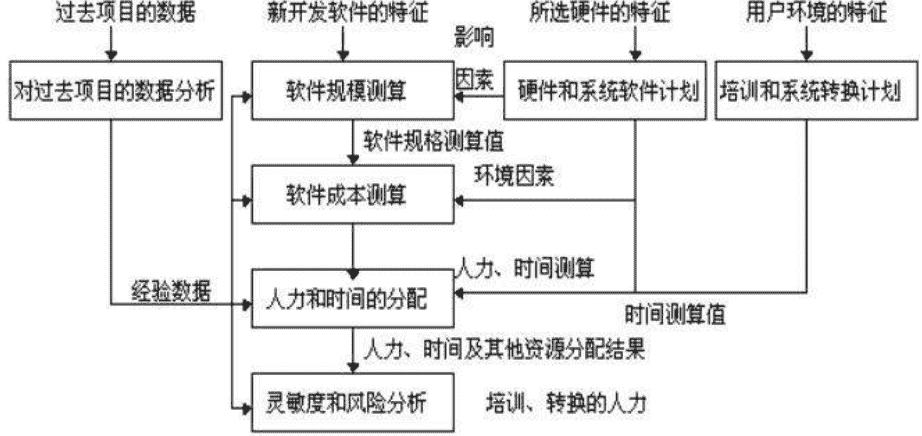 过去项目的数据
新开发软件的特征
所选硬件的特征
用户环境的特征
影响
因素
对过去项目的数据分析
软件规模测算
硬件和系统软件计划
培训和系统转换计划
软件规格测算值
软件成本测算
环境因素
人力、时间测算
经验数据
人力和时间的分配
时间测算值
人力、时间及其他资源分配结果
灵敏度和风险分析
培训、转换的人力